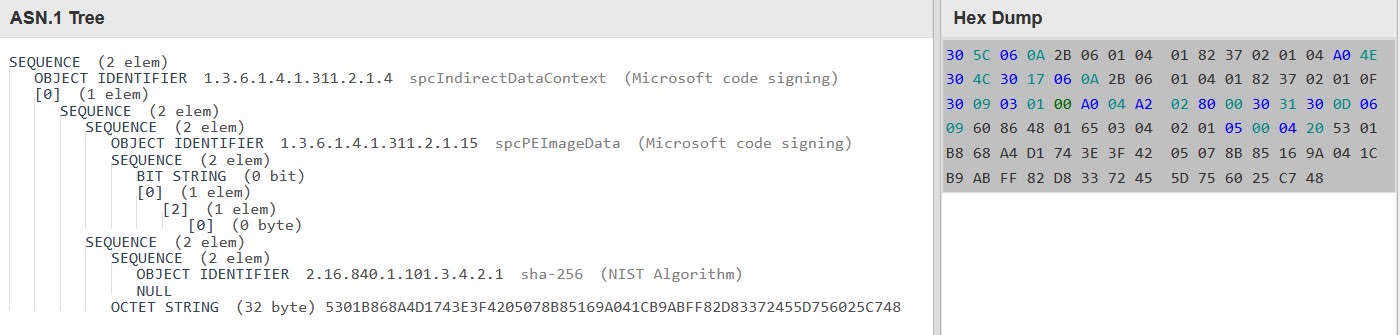 ASN.1 Tree
SEQUENCE (2 elem)
OBJECT IDENTIFIER 1.3.6.1.4.1.311.2.1.4 spcIndirectDataContext (Microsoft code signing)
[0] (1 elem)
SEQUENCE (2 elem)
SEQUENCE (2 elem)
OBJECT IDENTIFIER 1.3.6.1.4.1.311.2.1.15 spcPEImageData (Microsoft code signing)
SEQUENCE (2 elem)
BIT STRING (0 bit)
[0] (1 elem)
[2] (1 elem)
[0] (0 byte)
SEQUENCE (2 elem)
SEQUENCE (2 elem)
OBJECT IDENTIFIER 2.16.840.1.101.3.4.2.1 sha-256 (NIST Algorithm)
NULL
OCTET STRING (32 byte) 5301B868A4D1743E3F4205078B85169A041CB9ABFF82D83372455D756025C748
Hex Dump
30 5C 06 0A 2B 06 01 04 01 82 37 02 01 04 A0 4E
30 4C 30 17 06 0A 2B 06 01 04 01 82 37 02 01 0F
30 09 03 01 00 A0 04 A2 02 80 00 30 31 30 0D 06
09 60 86 48 01 65 03 04 02 01 05 00 04 20 53 01
B8 68 A4 D1 74 3E 3F 42 05 07 8B 85 16 9A 04 1C
B9 AB FF 82 D8 33 72 45 5D 75 60 25 C7 48